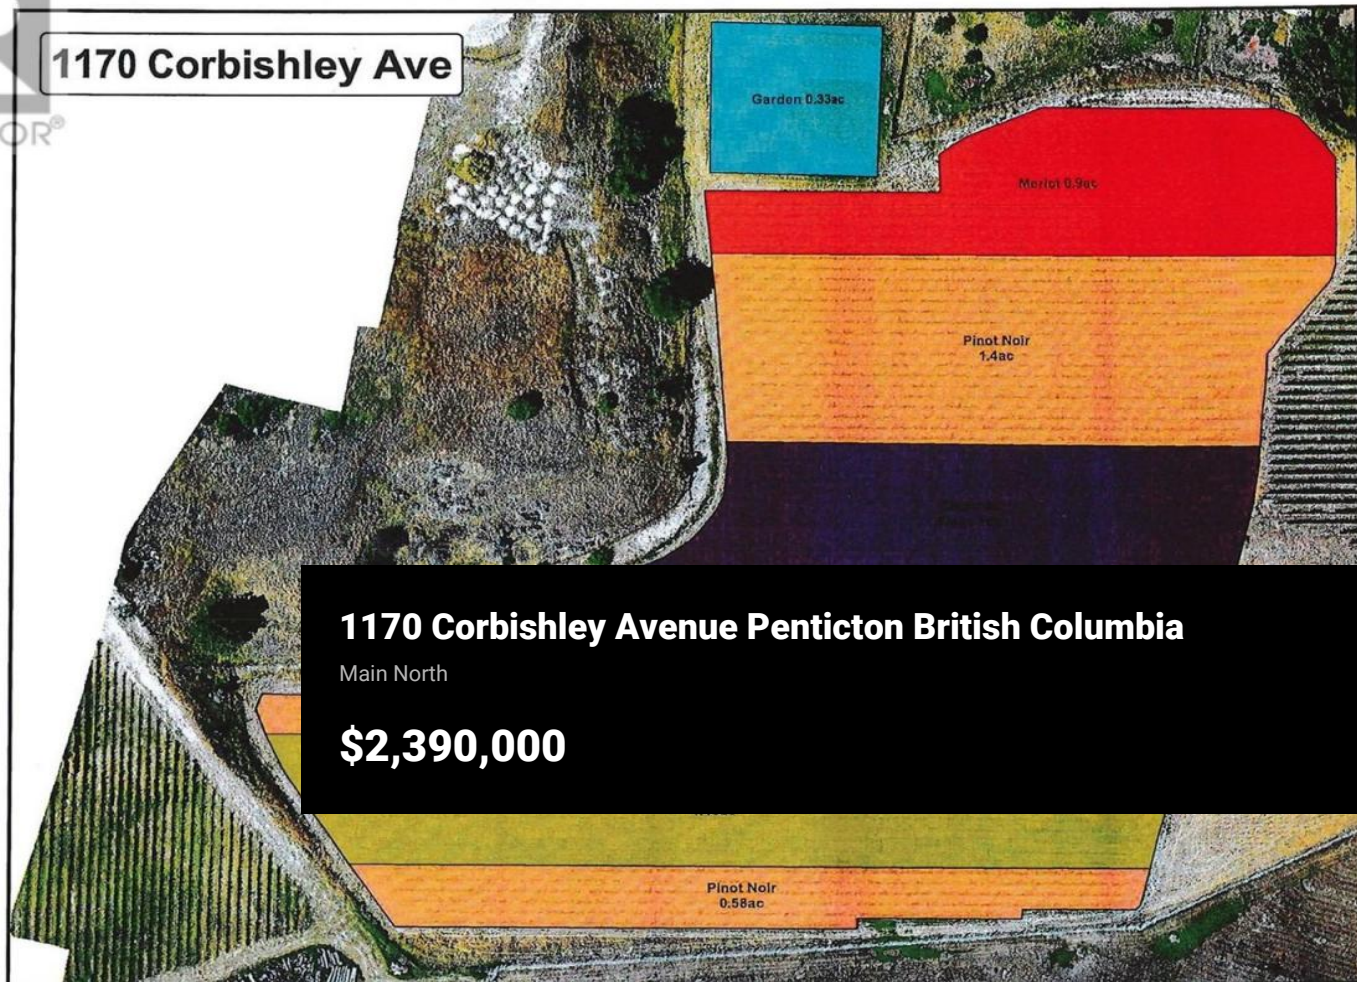 1170 Corbishley Ave
OR®
Garden 0.33ac
Merlot 0.9ac
Pinot Noir
1.4ac
1170 Corbishley Avenue Penticton British Columbia
Main North
$2,390,000
Pinot Noir
0.58ac